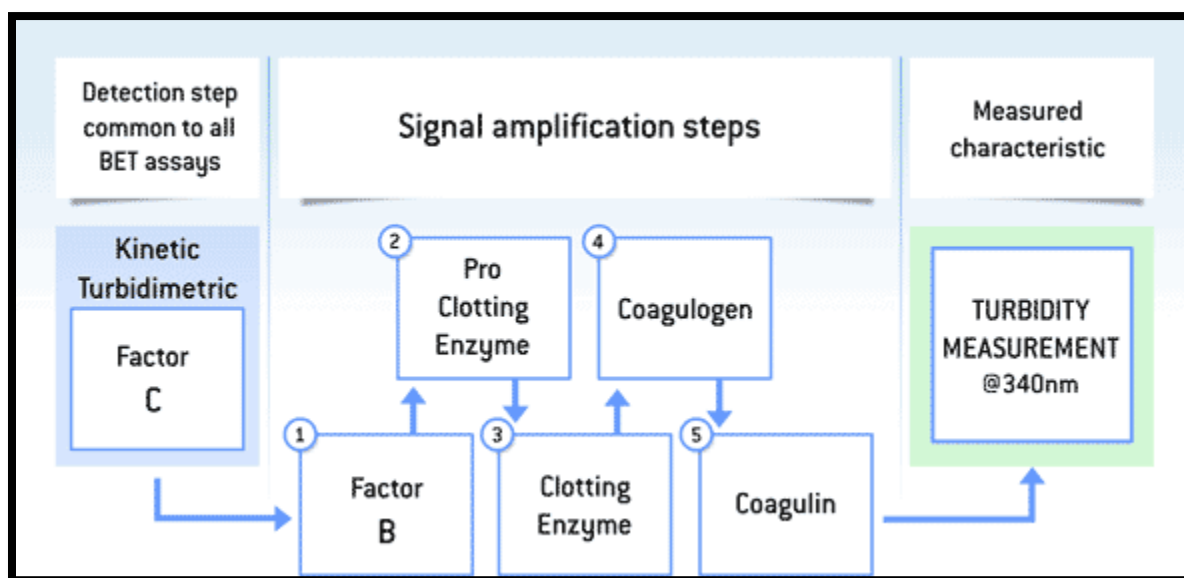 Detection step
common to all
BET assays
Signal amplification steps
Measured
characteristic
Kinetic
Turbidimetric
Factor
C
1
Factor
B
2
Pro
Clotting
Enzyme
3
Clotting
Enzyme
4
Coagulogen
5
Coagulin
TURBIDITY
MEASUREMENT
@340nm